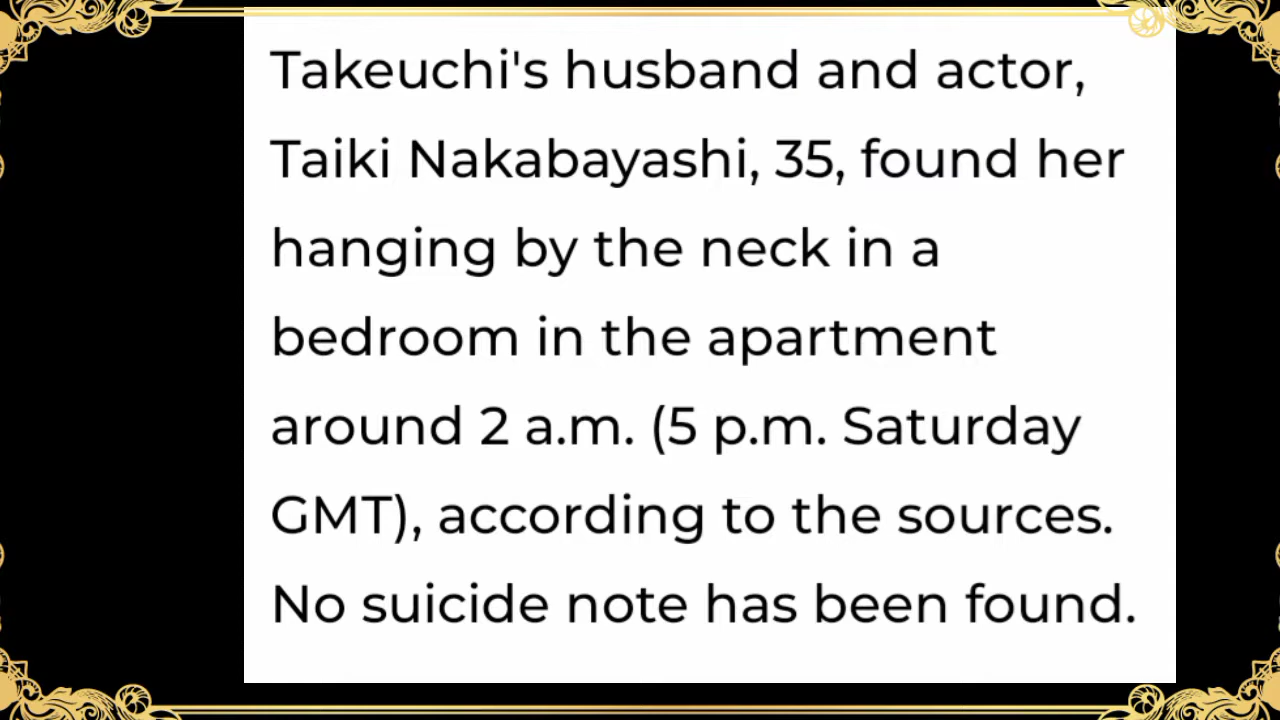 Takeuchi's husband and actor,
Taiki Nakabayashi, 35, found her
hanging by the neck in a
bedroom in the apartment
around 2 a.m. (5 p.m. Saturday
GMT), according to the sources.
No suicide note has been found.